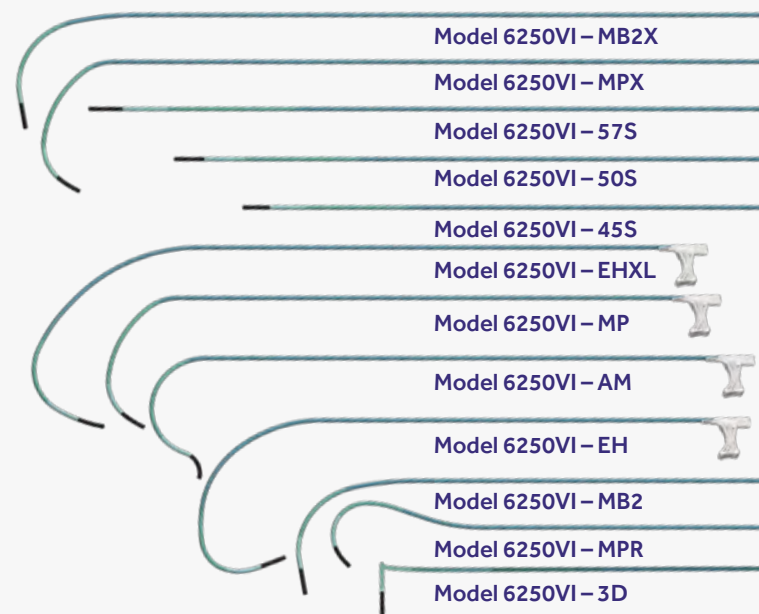 Model 6250VI – MB2X
Model 6250VI – MPX
Model 6250VI – 57S
Model 6250VI – 50S
Model 6250VI – 45S
Model 6250VI – EHXL
Model 6250VI – MP
Model 6250VI – AM
Model 6250VI – EH
Model 6250VI – MB2
Model 6250VI – MPR
Model 6250VI – 3D